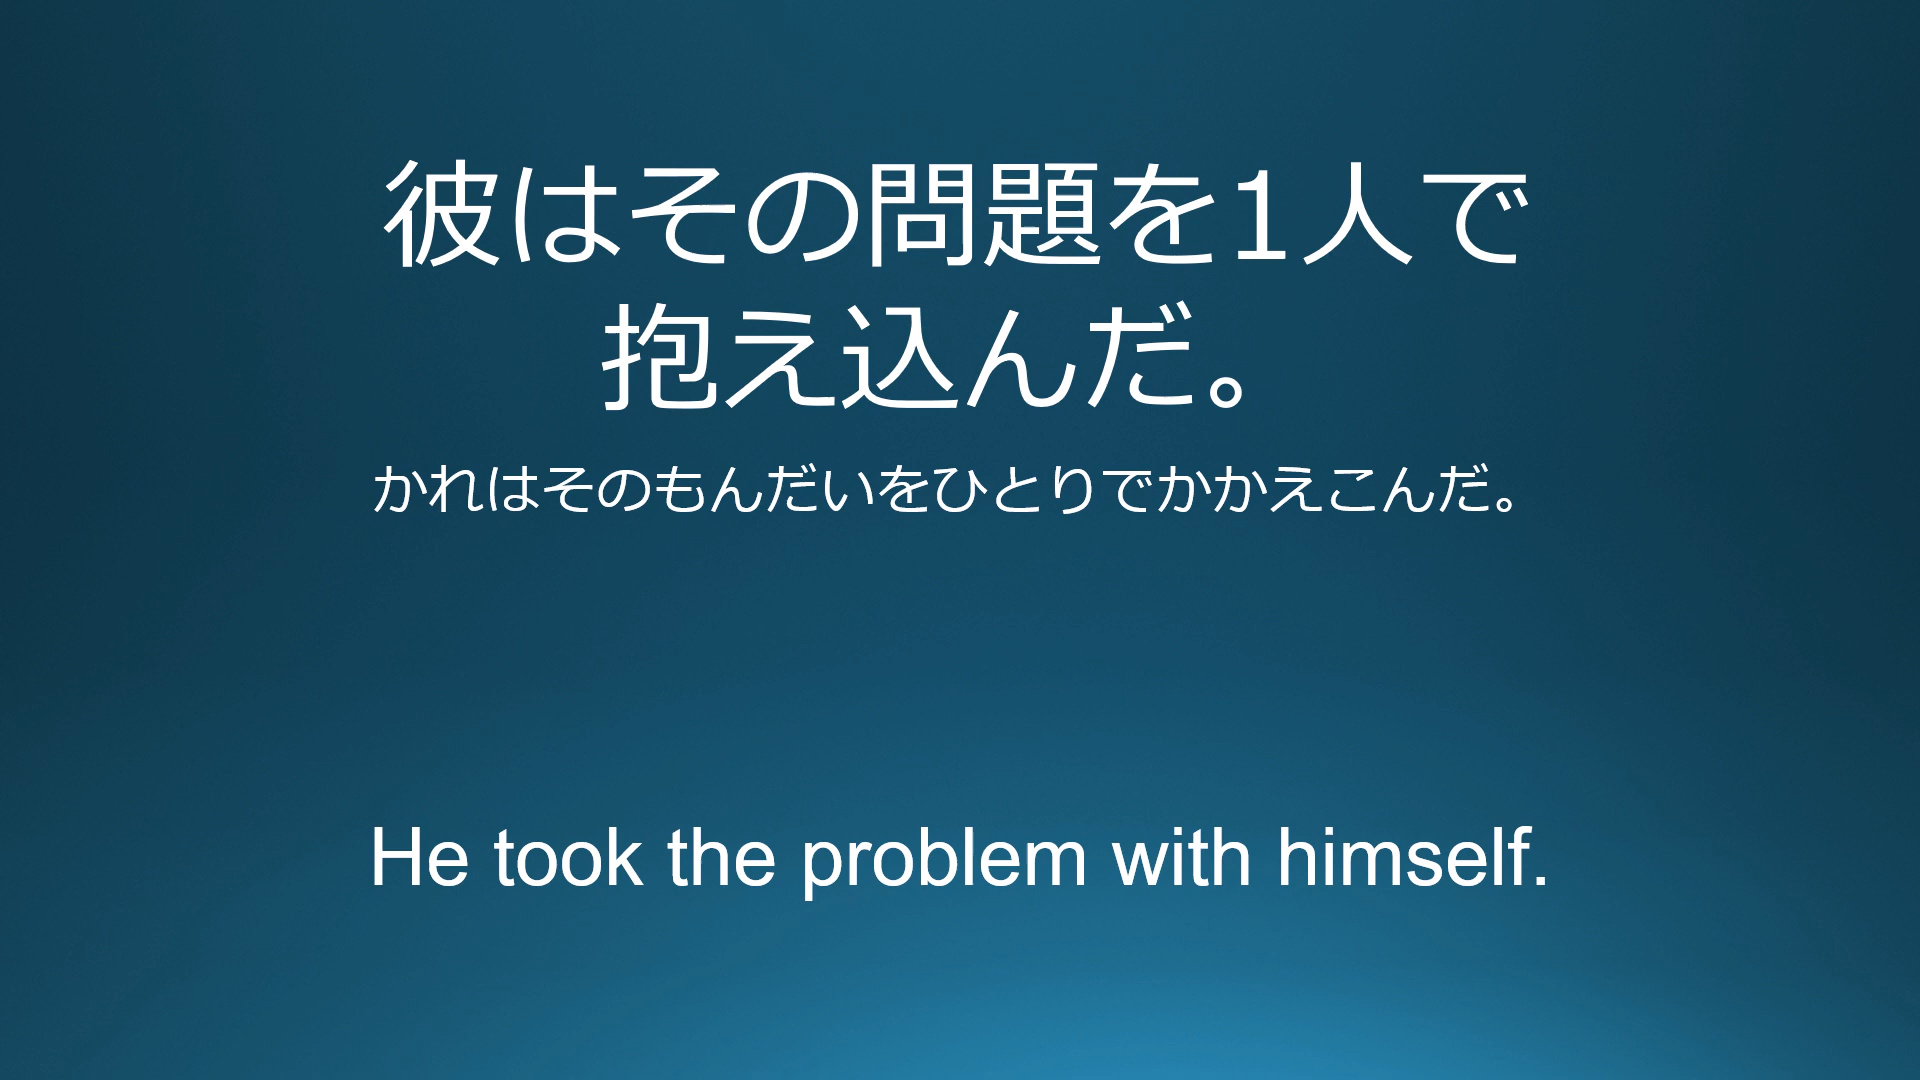 彼はその問題を1人で
抱え込んだ。
かれはそのもんだいをひとりでかかえこんだ。
He took the problem with himself.